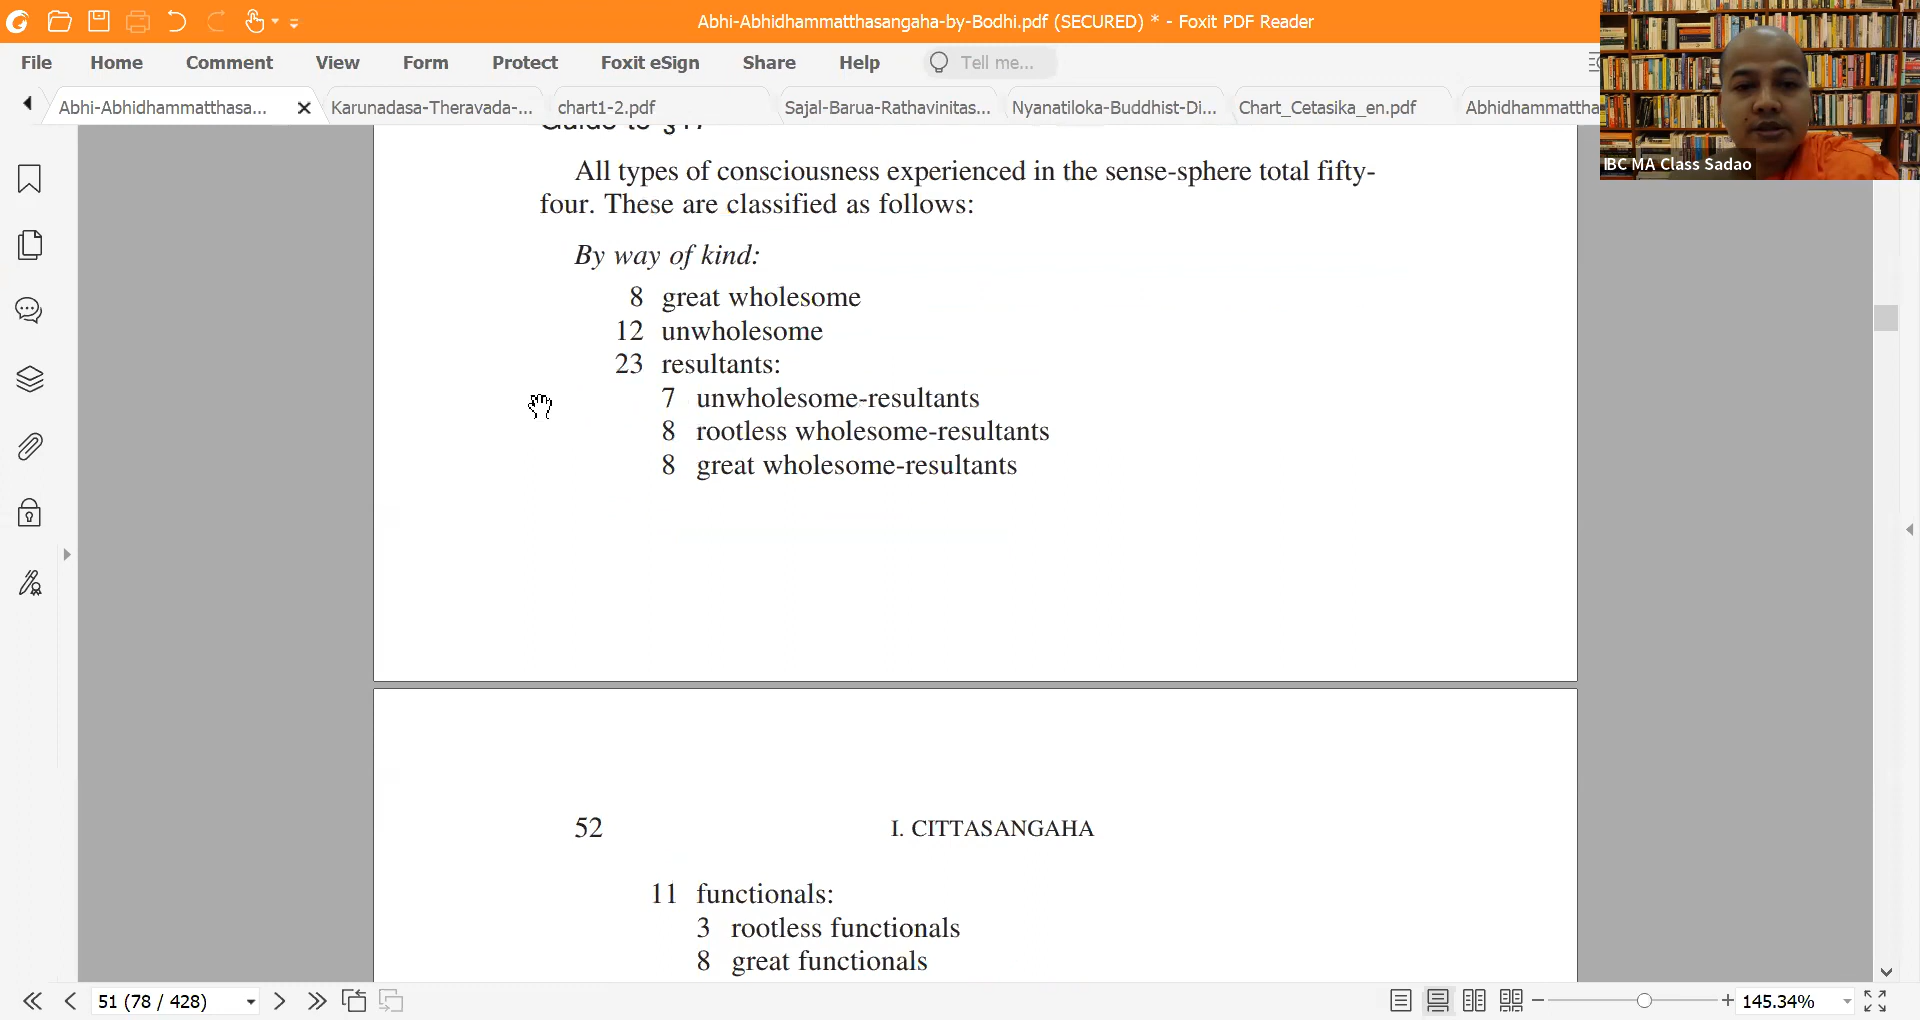 Abhi-Abhidhammatthasangaha-by-Bodhi.pdf (SECURED) * - Foxit PDF Reader
File Home Comment View Form Protect Foxit eSign Share Help Tell me...
Abhi-Abhidhammatthasa... Karunadasa-Theravada-... chart1-2.pdf Sajal-Barua-Rathavinitas... Nyanatiloka-Buddhist-Di... Chart_Cetasika_en.pdf Abhidhammattha
IBC MA Class Sadao
Guide to §17
All types of consciousness experienced in the sense-sphere total fifty-
four. These are classified as follows:
By way of kind:
8 great wholesome
12 unwholesome
23 resultants:
7 unwholesome-resultants
8 rootless wholesome-resultants
8 great wholesome-resultants
52 I. CITTASANGAHA
11 functionals:
3 rootless functionals
8 great functionals
51 (78 / 428) 145.34%